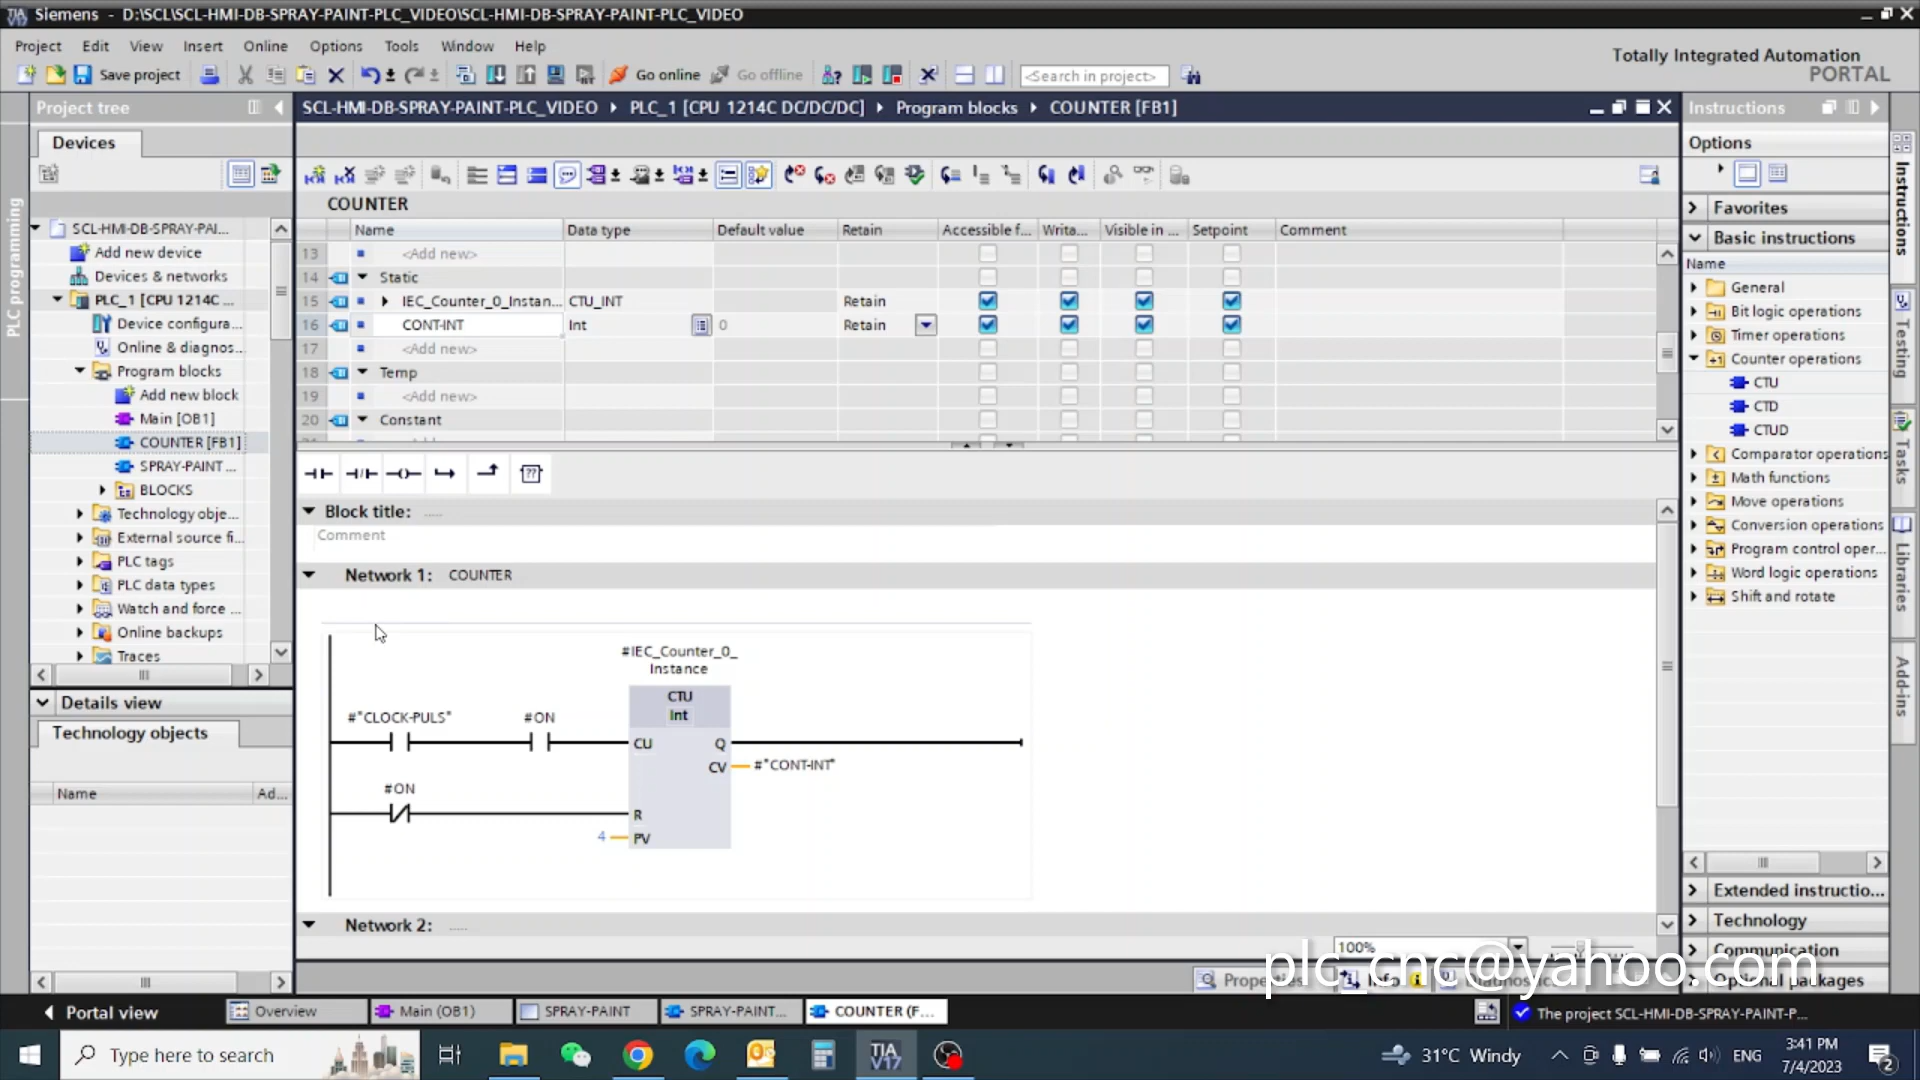 Siemens - D:\SCL\SCL-HMI-DB-SPRAY-PAINT-PLC_VIDEO\SCL-HMI-DB-SPRAY-PAINT-PLC_VIDEO
Project Edit View Insert Online Options Tools Window Help
Totally Integrated Automation
PORTAL
Save project Go online Go offline <Search in project>
Project tree
SCL-HMI-DB-SPRAY-PAINT-PLC_VIDEO PLC_1 [CPU 1214C DC/DC/DC] Program blocks COUNTER [FB1]
Instructions
Devices
Options
PLC programming
SCL-HMI-DB-SPRAY-PAI...
Add new device
Devices & networks
PLC_1 [CPU 1214C ...
Device configura...
Online & diagnos...
Program blocks
Add new block
Main [OB1]
COUNTER [FB1]
SPRAY-PAINT ...
BLOCKS
Technology obje...
External source fi...
PLC tags
PLC data types
Watch and force ...
Online backups
Traces
Details view
Technology objects
Name Ad...
COUNTER
Name Data type Default value Retain Accessible f... Writa... Visible in ... Setpoint Comment
13 <Add new>
14 Static
15 IEC_Counter_0_Instan... CTU_INT Retain
16 CONT-INT Int 0 Retain
17 <Add new>
18 Temp
19 <Add new>
20 Constant
Block title: .....
Comment
Network 1: COUNTER
#IEC_Counter_0_
Instance
CTU
Int
#"CLOCK-PULS" #ON
CU Q
CV #"CONT-INT"
#ON
R
4 PV
Network 2: .....
100%
Favorites
Basic instructions
Name
General
Bit logic operations
Timer operations
Counter operations
CTU
CTD
CTUD
Comparator operations
Math functions
Move operations
Conversion operations
Program control oper...
Word logic operations
Shift and rotate
Extended instructio...
Technology
Communication
Optional packages
Instructions
Testing
Tasks
Libraries
Add-ins
Properties Info Diagnostics
plc_cnc@yahoo.com
Portal view Overview Main (OB1) SPRAY-PAINT SPRAY-PAINT... COUNTER (F...
The project SCL-HMI-DB-SPRAY-PAINT-P...
Type here to search
TIA
V17
31°C Windy
ENG
3:41 PM
7/4/2023
2